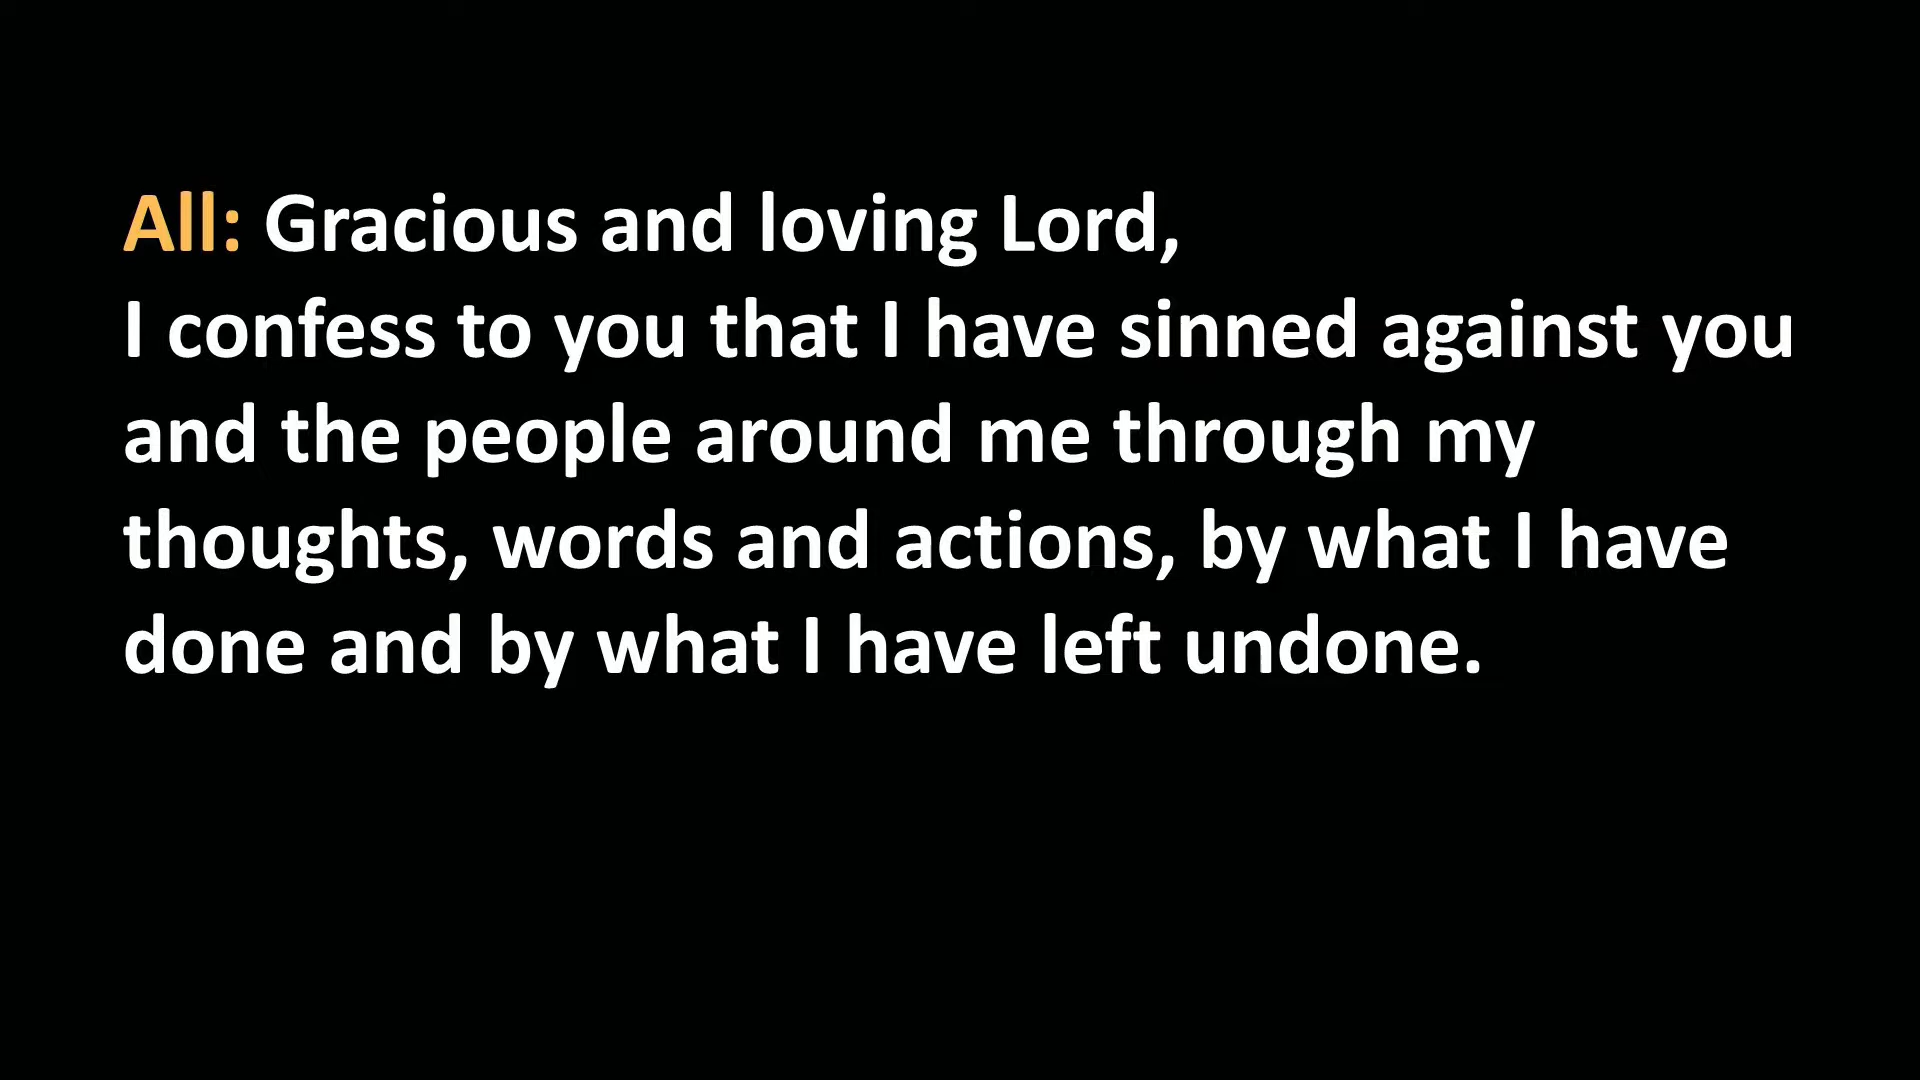 All: Gracious and loving Lord,
I confess to you that I have sinned against you
and the people around me through my
thoughts, words and actions, by what I have
done and by what I have left undone.